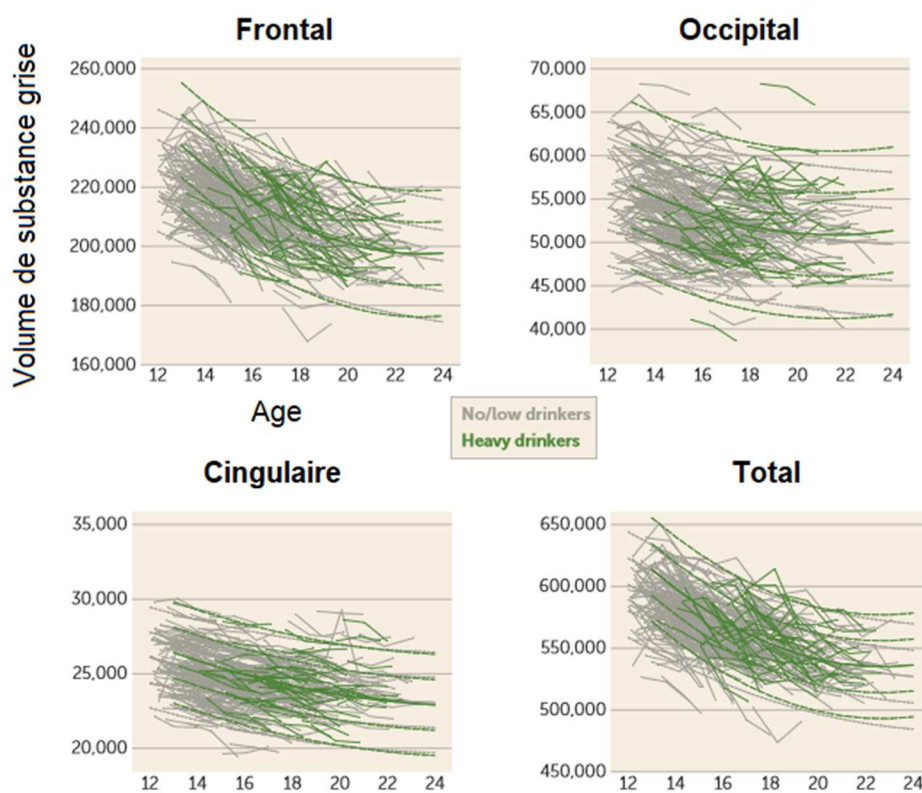 Frontal
Occipital
Volume de substance grise
260,000
240,000
220,000
200,000
180,000
160,000
12 14 16 18 20 22 24
70,000
65,000
60,000
55,000
50,000
45,000
40,000
12 14 16 18 20 22 24
Age
No/low drinkers
Heavy drinkers
Cingulaire
Total
35,000
30,000
25,000
20,000
12 14 16 18 20 22 24
650,000
600,000
550,000
500,000
450,000
12 14 16 18 20 22 24